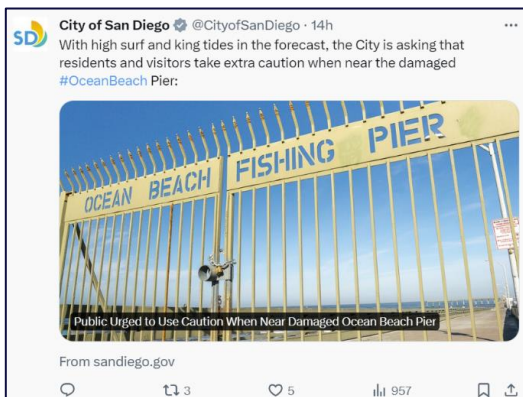 SD
City of San Diego @CityofSanDiego · 14h
With high surf and king tides in the forecast, the City is asking that
residents and visitors take extra caution when near the damaged
#OceanBeach Pier:
OCEAN BEACH FISHING PIER
Public Urged to Use Caution When Near Damaged Ocean Beach Pier
From sandiego.gov
3 5 957